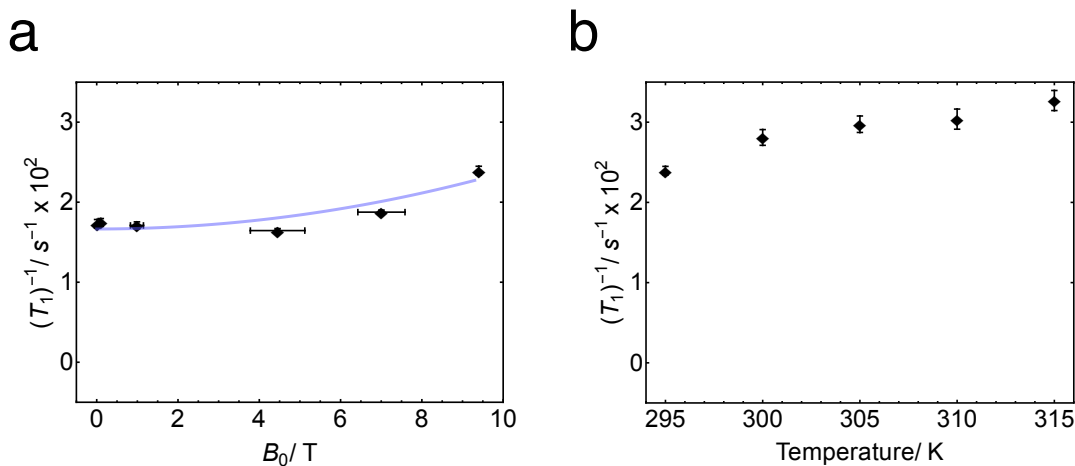 a
3
2
1
0
(T₁)⁻¹/ s⁻¹ x 10²
0 2 4 6 8 10
B₀/ T
b
3
2
1
0
(T₁)⁻¹/ s⁻¹ x 10²
295 300 305 310 315
Temperature/ K